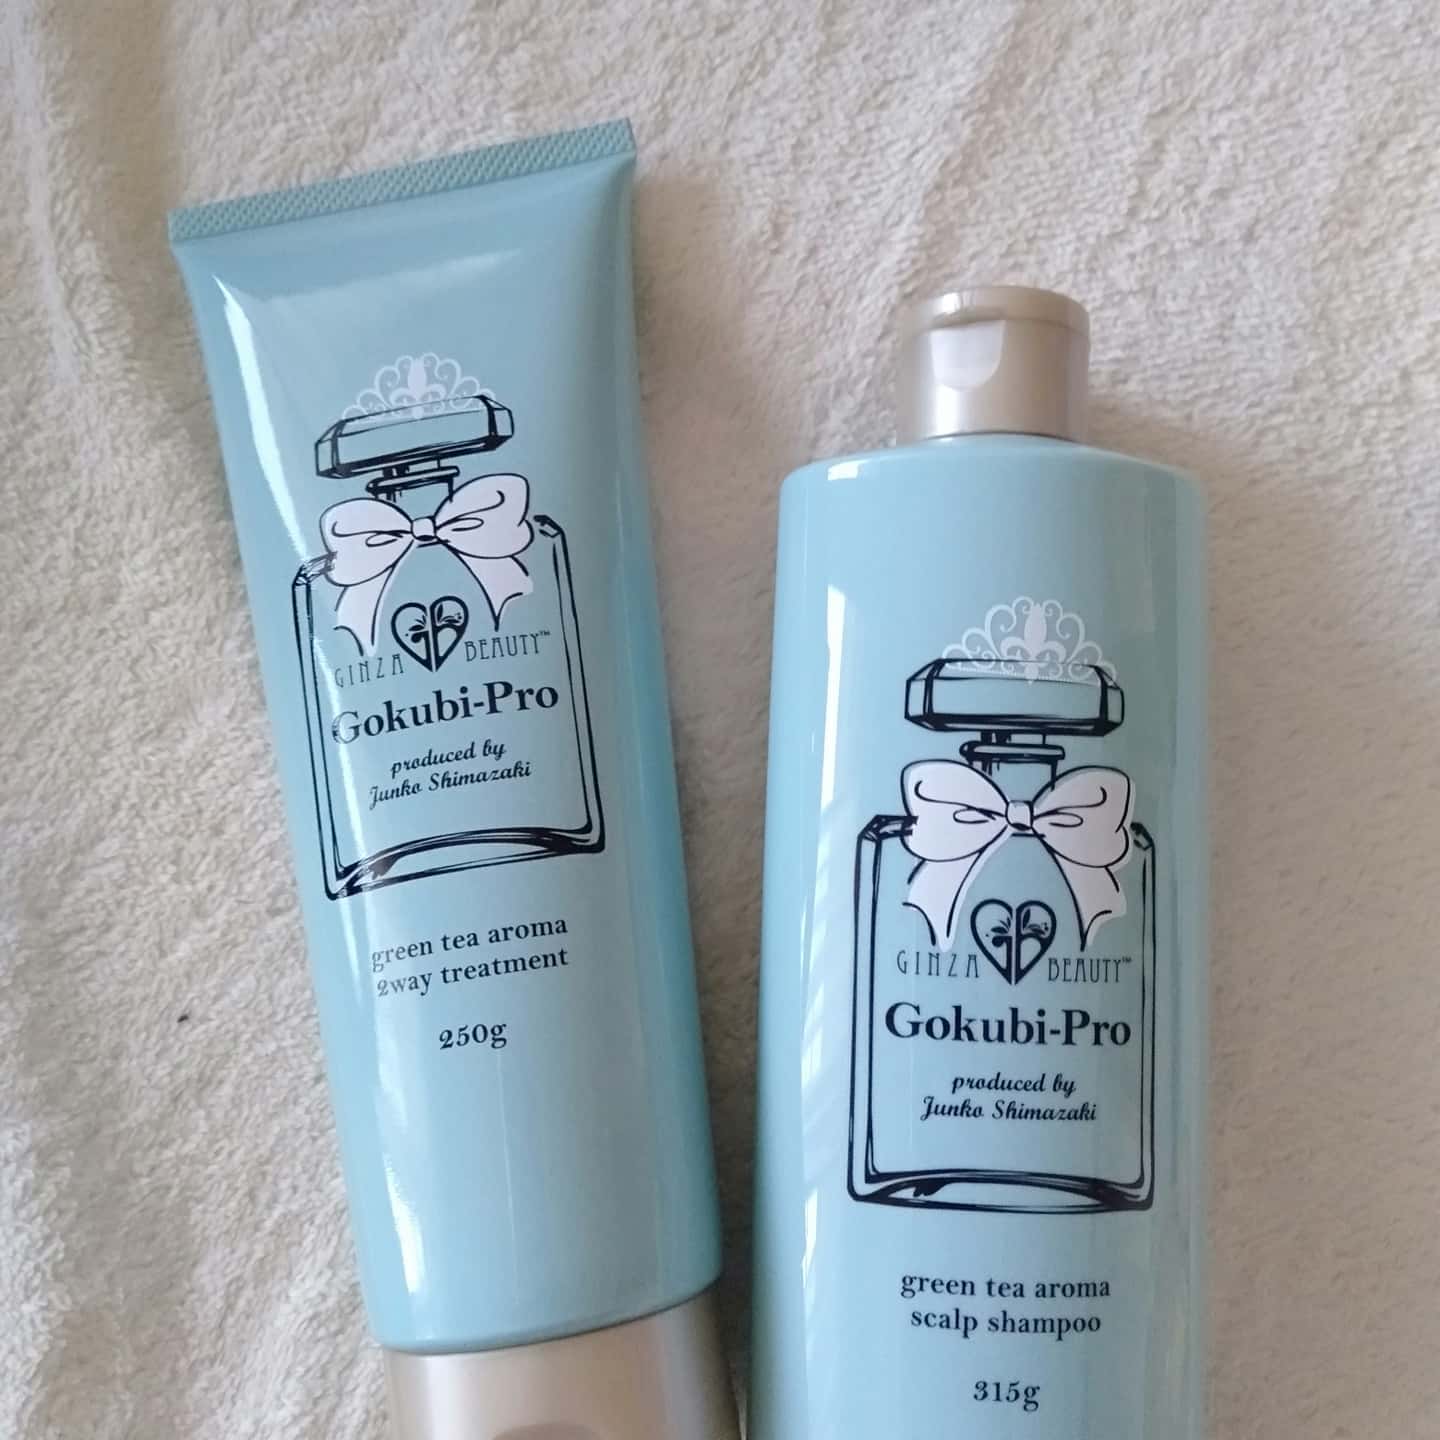 GINZA BEAUTY™
Gokubi-Pro
produced by
Junko Shimazaki
green tea aroma
2way treatment
250g
GINZA BEAUTY™
Gokubi-Pro
produced by
Junko Shimazaki
green tea aroma
scalp shampoo
315g